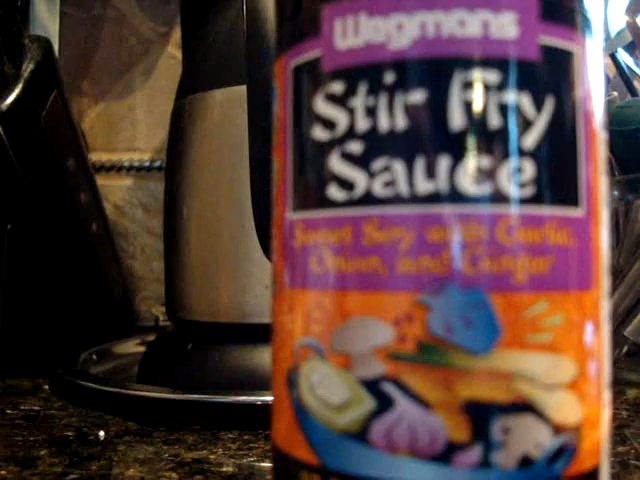 Wegmans
Stir Fry
Sauce
Sweet Soy with Garlic,
Onion, and Ginger